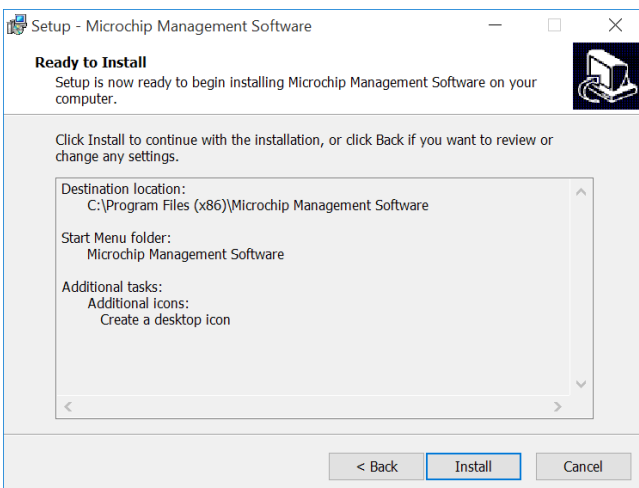 Setup - Microchip Management Software
Ready to Install
Setup is now ready to begin installing Microchip Management Software on your
computer.
Click Install to continue with the installation, or click Back if you want to review or
change any settings.
Destination location:
C:\Program Files (x86)\Microchip Management Software
Start Menu folder:
Microchip Management Software
Additional tasks:
Additional icons:
Create a desktop icon
< Back Install Cancel